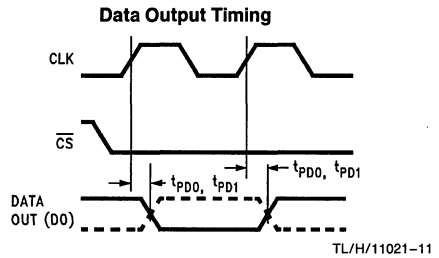 Data Output Timing
CLK
CS
tPD0, tPD1
tPD0, tPD1
DATA
OUT (DO)
TL/H/11021-11